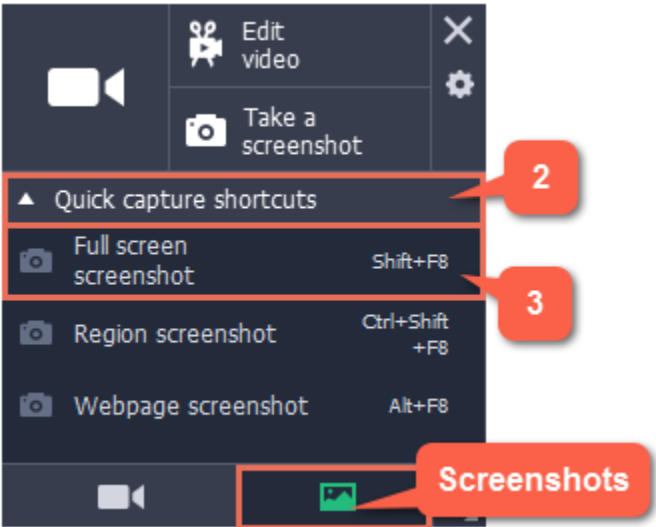 Edit
video
Take a
screenshot
2
Quick capture shortcuts
Full screen
screenshot
Shift+F8
3
Region screenshot
Ctrl+Shift
+F8
Webpage screenshot
Alt+F8
Screenshots